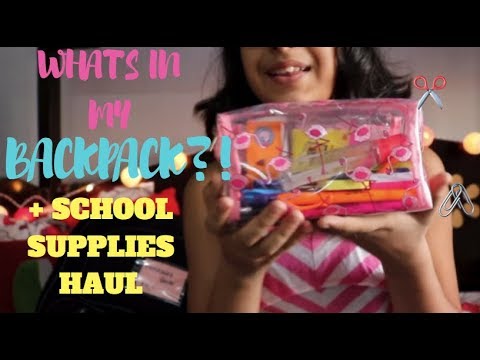 WHATS IN
MY
BACKPACK?!
+ SCHOOL
SUPPLIES
HAUL